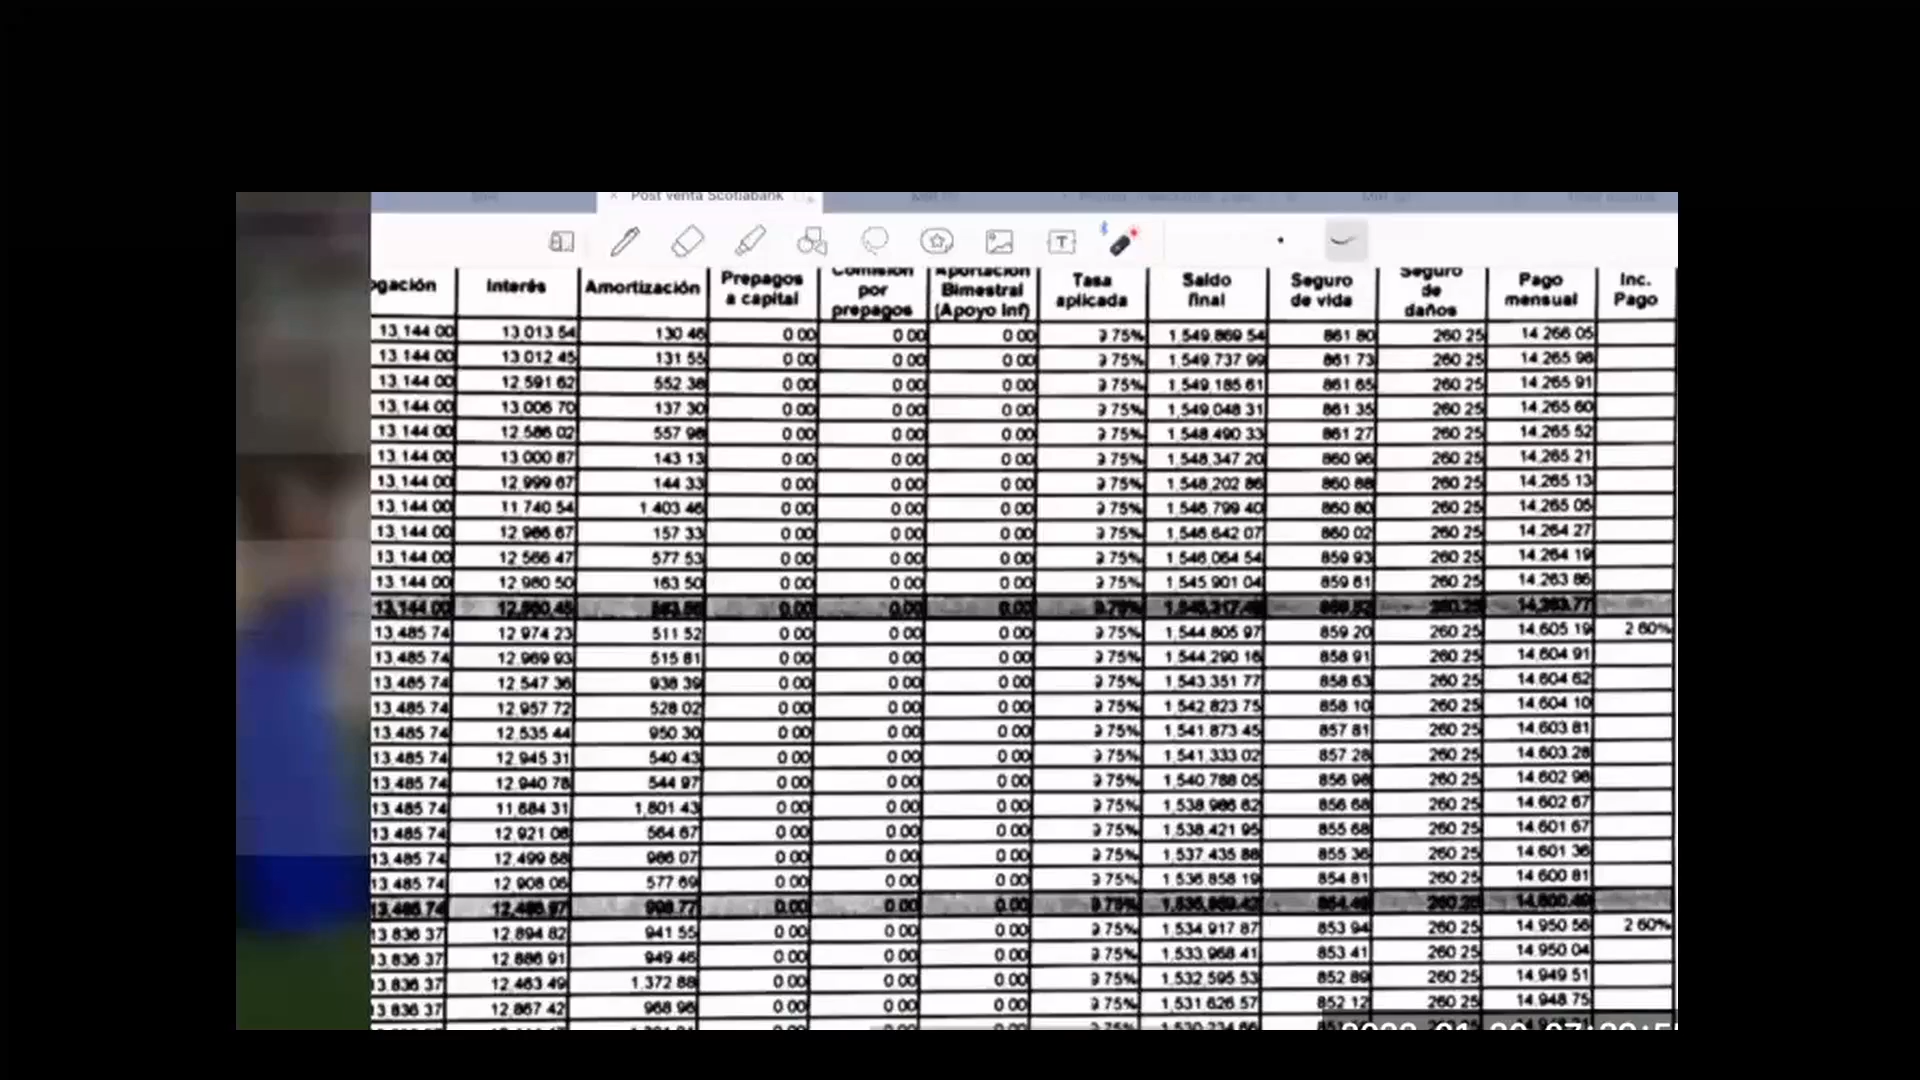 Post venta Scotiabank
T
ogación Interés Amortización Prepagos a capital Comisión por prepagos Aportación Bimestral (Apoyo Inf) Tasa aplicada Saldo final Seguro de vida Seguro de daños Pago mensual Inc. Pago
13,144 00 13 013 54 130 46 0 00 0 00 0 00 9 75% 1,549 869 54 861 80 260 25 14 266 05
13 144 00 13 012 45 131 55 0 00 0 00 0 00 9 75% 1,549,737 99 861 73 260 25 14,265 98
13 144 00 12 591 62 552 38 0 00 0 00 0 00 9 75% 1,549 185 61 861 65 260 25 14 265 91
13,144 00 13,006 70 137 30 0 00 0 00 0 00 9 75% 1,549,048 31 861 35 260 25 14 265 60
13 144 00 12 586 02 557 98 0 00 0 00 0 00 9 75% 1,548 490 33 861 27 260 25 14 265 52
13,144 00 13 000 87 143 13 0 00 0 00 0 00 9 75% 1,548,347 20 860 96 260 25 14 265 21
13,144 00 12 999 67 144 33 0 00 0 00 0 00 9 75% 1,548,202 86 860 88 260 25 14,265 13
13,144 00 11 740 54 1 403 46 0 00 0 00 0 00 9 75% 1,546,799 40 860 80 260 25 14 265 05
13,144 00 12 986 67 157 33 0 00 0 00 0 00 9 75% 1,546 642 07 860 02 260 25 14 264 27
13,144 00 12 566 47 577 53 0 00 0 00 0 00 9 75% 1,546 064 54 859 93 260 25 14 264 19
13 144 00 12 980 50 163 50 0 00 0 00 0 00 9 75% 1,545 901 04 859 61 260 25 14 263 86
13,144.00 0.00 0.00 0.00 9.75%
13,485 74 12 974 23 511 52 0 00 0 00 0 00 9 75% 1,544 805 97 859 20 260 25 14 605 19 2 60%
13,485 74 12 969 93 515 81 0 00 0 00 0 00 9 75% 1 544,290 16 858 91 260 25 14 604 91
13,485 74 12 547 36 938 39 0 00 0 00 0 00 9 75% 1,543,351 77 858 63 260 25 14 604 62
13,485 74 12,957 72 528 02 0 00 0 00 0 00 9 75% 1,542 823 75 858 10 260 25 14 604 10
13,485 74 12 535 44 950 30 0 00 0 00 0 00 9 75% 1,541 873 45 857 81 260 25 14 603 81
13,485 74 12,945 31 540 43 0 00 0 00 0 00 9 75% 1,541 333 02 857 28 260 25 14,603 28
13,485 74 12 940 78 544 97 0 00 0 00 0 00 9 75% 1,540 788 05 856 98 260 25 14 602 98
13,485 74 11 684 31 1,801 43 0 00 0 00 0 00 9 75% 1,538 986 62 856 68 260 25 14 602 67
13 485 74 12 921 08 564 67 0 00 0 00 0 00 9 75% 1,538 421 95 855 68 260 25 14 601 67
13 485 74 12,499 68 986 07 0 00 0 00 0 00 9 75% 1,537 435 88 855 36 260 25 14 601 36
13 485 74 12 908 06 577 69 0 00 0 00 0 00 9 75% 1,536 858 19 854 81 260 25 14 600 81
13,485.74 0.00 0.00 0.00 9.75%
13 836 37 12 894 82 941 55 0 00 0 00 0 00 9 75% 1,534 917 87 853 94 260 25 14 950 56 2 60%
13 836 37 12 886 91 949 46 0 00 0 00 0 00 9 75% 1,533,968 41 853 41 260 25 14 950 04
13,836 37 12,463 49 1,372 88 0 00 0 00 0 00 9 75% 1,532 595 53 852 89 260 25 14 949 51
13 836 37 12 867 42 968 96 0 00 0 00 0 00 9 75% 1,531 626 57 852 12 260 25 14 948 75